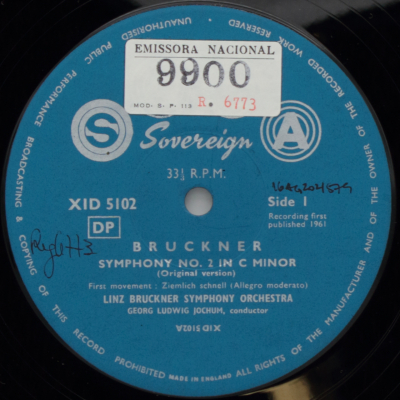 EMISSORA NACIONAL
9900
MOD- S- P- 113 R. 6773
S A
Sovereign
33⅓ R.P.M.
XID 5102
Side 1
DP
Recording first
published 1961
BRUCKNER
SYMPHONY NO. 2 IN C MINOR
(Original version)
First movement : Ziemlich schnell (Allegro moderato)
LINZ BRUCKNER SYMPHONY ORCHESTRA
GEORG LUDWIG JOCHUM, conductor
XID 5102A
ALL RIGHTS OF THE MANUFACTURER AND OF THE OWNER OF THE RECORDED WORK RESERVED
UNAUTHORISED PUBLIC PERFORMANCE BROADCASTING & COPYING OF THIS RECORD PROHIBITED
MADE IN ENGLAND